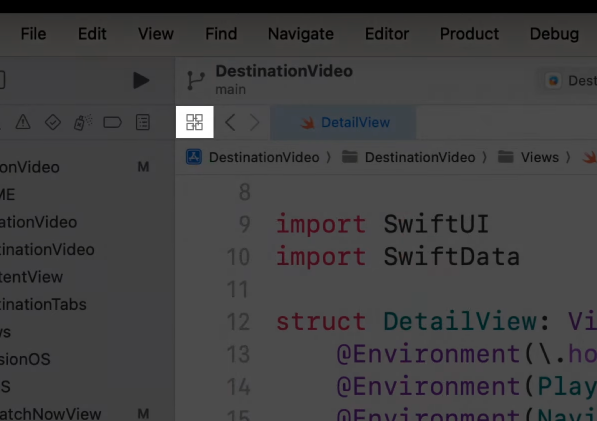 File Edit View Find Navigate Editor Product Debug
DestinationVideo
main
Dest
DetailView
DestinationVideo DestinationVideo Views
onVideo M
ME
ationVideo
tinationVideo
tentView
tinationTabs
ws
sionOS
S
atchNowView M
8
9 import SwiftUI
10 import SwiftData
11
12 struct DetailView: Vi
13 @Environment(\.ho
14 @Environment(Play
15 @Environment(Navi